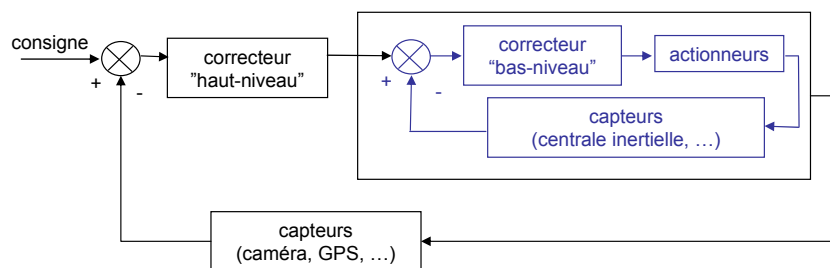 consigne
+
-
correcteur
"haut-niveau"
+
-
correcteur
"bas-niveau"
actionneurs
capteurs
(centrale inertielle, …)
capteurs
(caméra, GPS, …)